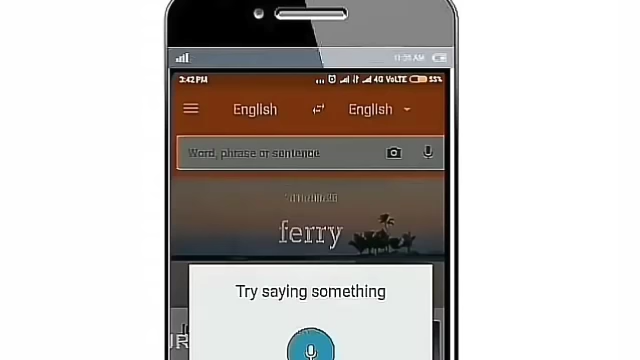 11:35 AM
3:42 PM 4G VoLTE 55%
English English
Word, phrase or sentence
ferry
Try saying something